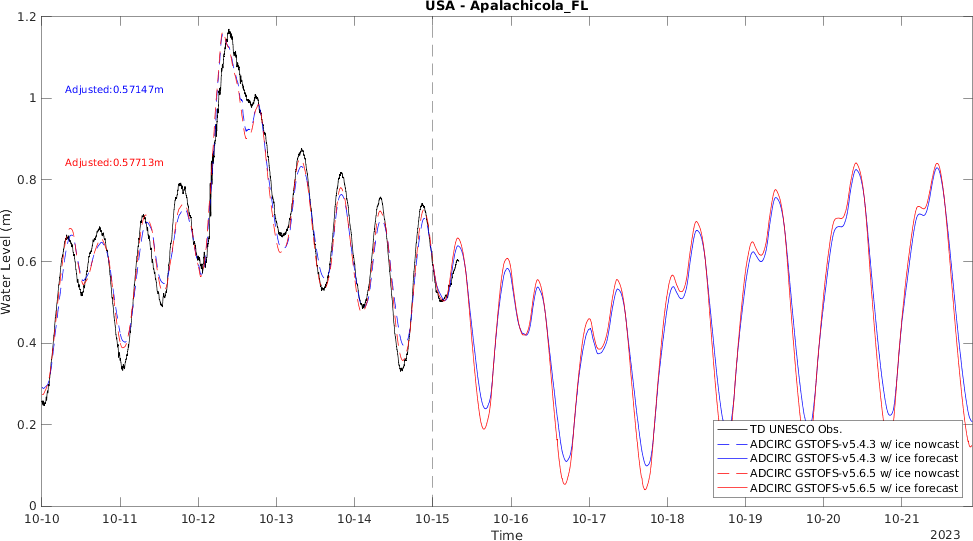 USA - Apalachicola_FL
1.2
1
0.8
0.6
0.4
0.2
0
Water Level (m)
Adjusted:0.57147m
Adjusted:0.57713m
TD UNESCO Obs.
ADCIRC GSTOFS-v5.4.3 w/ ice nowcast
ADCIRC GSTOFS-v5.4.3 w/ ice forecast
ADCIRC GSTOFS-v5.6.5 w/ ice nowcast
ADCIRC GSTOFS-v5.6.5 w/ ice forecast
10-10 10-11 10-12 10-13 10-14 10-15 10-16 10-17 10-18 10-19 10-20 10-21
Time
2023